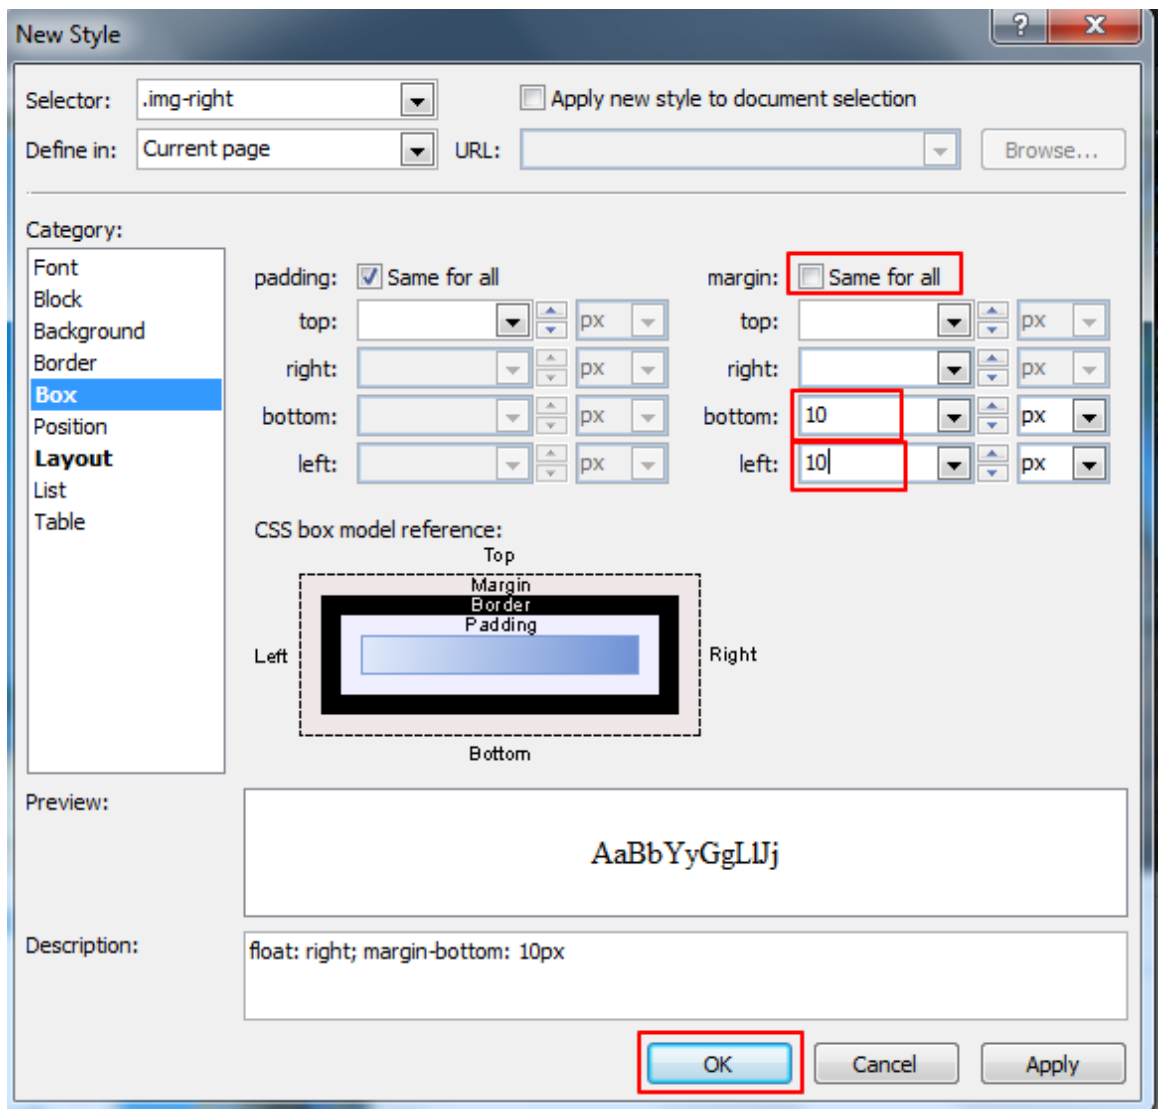 New Style ? X
Selector: .img-right Apply new style to document selection
Define in: Current page URL: Browse...
Category:
Font
Block
Background
Border
Box
Position
Layout
List
Table
padding: Same for all
top: px
right: px
bottom: px
left: px
margin: Same for all
top: px
right: px
bottom: 10 px
left: 10 px
CSS box model reference:
Top
Margin
Border
Padding
Left Right
Bottom
Preview:
AaBbYyGgLlJj
Description:
float: right; margin-bottom: 10px
OK Cancel Apply